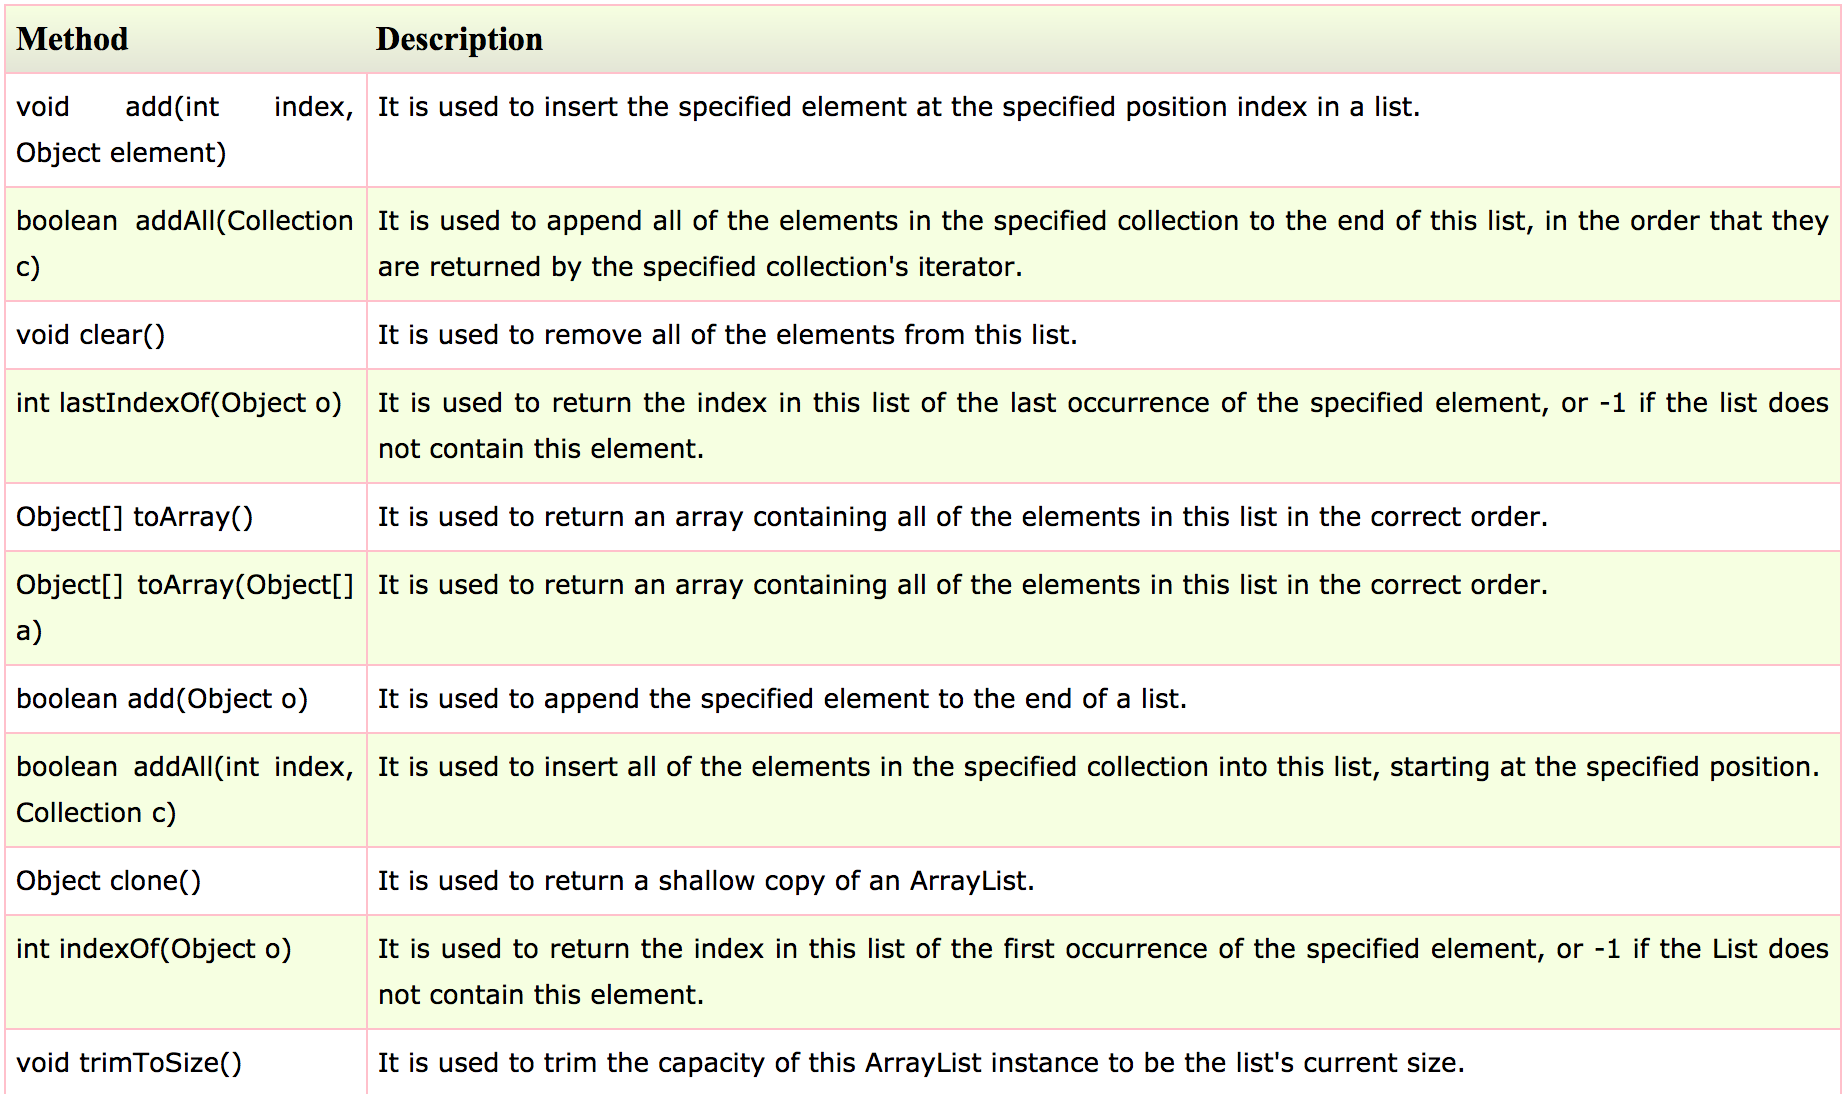 Method Description
void add(int index, It is used to insert the specified element at the specified position index in a list.
Object element)
boolean addAll(Collection It is used to append all of the elements in the specified collection to the end of this list, in the order that they
c) are returned by the specified collection's iterator.
void clear() It is used to remove all of the elements from this list.
int lastIndexOf(Object o) It is used to return the index in this list of the last occurrence of the specified element, or -1 if the list does
not contain this element.
Object[] toArray() It is used to return an array containing all of the elements in this list in the correct order.
Object[] toArray(Object[] It is used to return an array containing all of the elements in this list in the correct order.
a)
boolean add(Object o) It is used to append the specified element to the end of a list.
boolean addAll(int index, It is used to insert all of the elements in the specified collection into this list, starting at the specified position.
Collection c)
Object clone() It is used to return a shallow copy of an ArrayList.
int indexOf(Object o) It is used to return the index in this list of the first occurrence of the specified element, or -1 if the List does
not contain this element.
void trimToSize() It is used to trim the capacity of this ArrayList instance to be the list's current size.